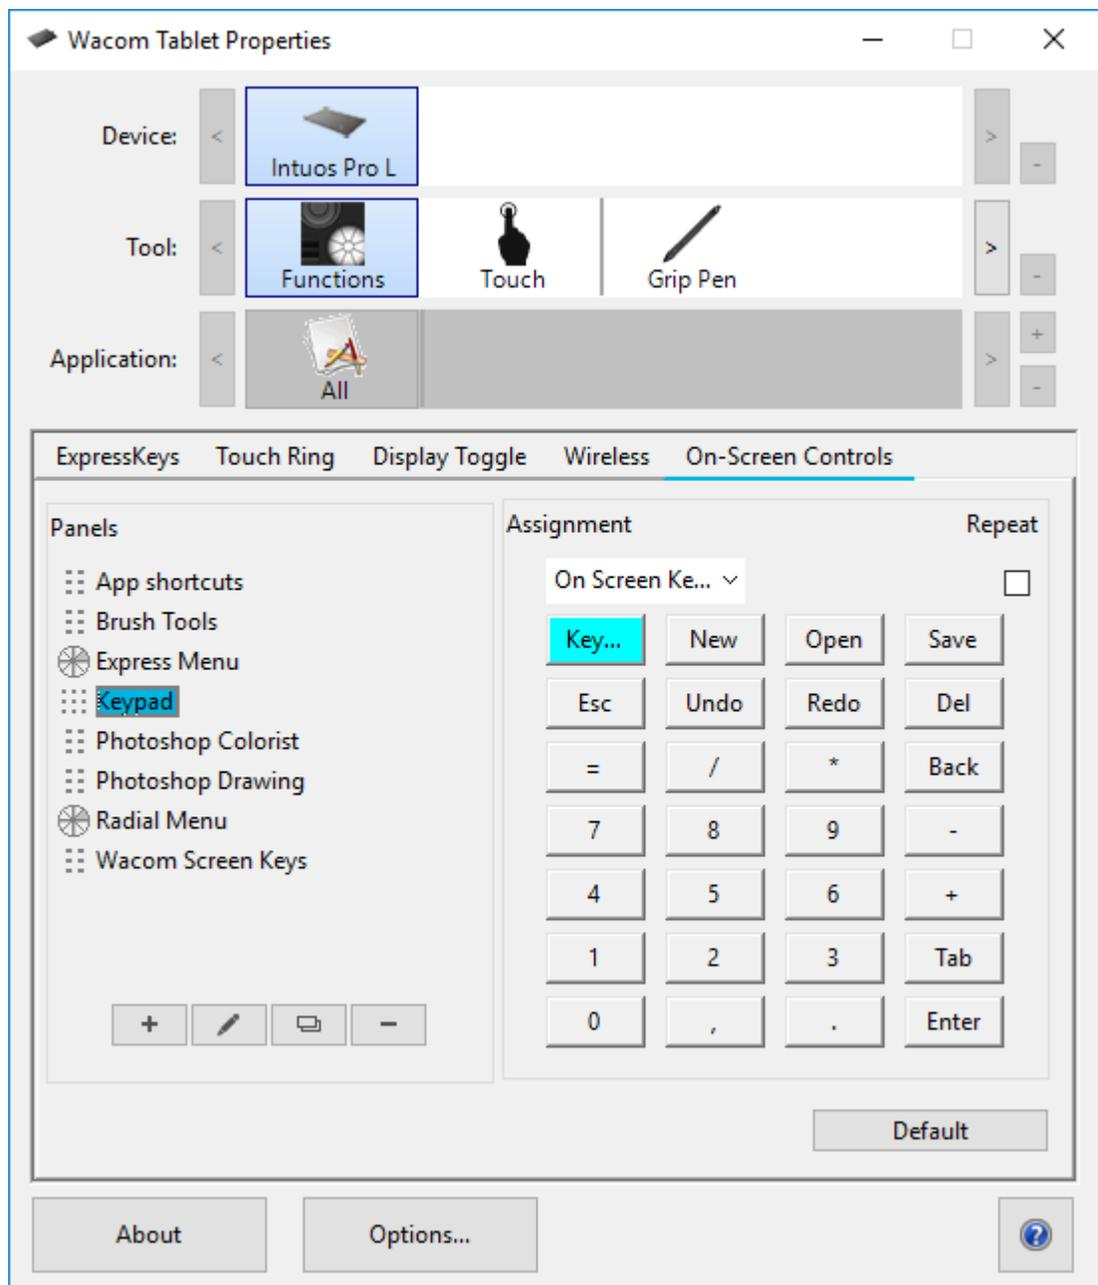 Wacom Tablet Properties
Device:
<
Intuos Pro L
>
-
Tool:
<
Functions
Touch
Grip Pen
>
-
Application:
<
All
>
+
-
ExpressKeys Touch Ring Display Toggle Wireless On-Screen Controls
Panels
App shortcuts
Brush Tools
Express Menu
Keypad
Photoshop Colorist
Photoshop Drawing
Radial Menu
Wacom Screen Keys
+ -
Assignment Repeat
On Screen Ke...
Key... New Open Save
Esc Undo Redo Del
= / * Back
7 8 9 -
4 5 6 +
1 2 3 Tab
0 , . Enter
Default
About Options... ?